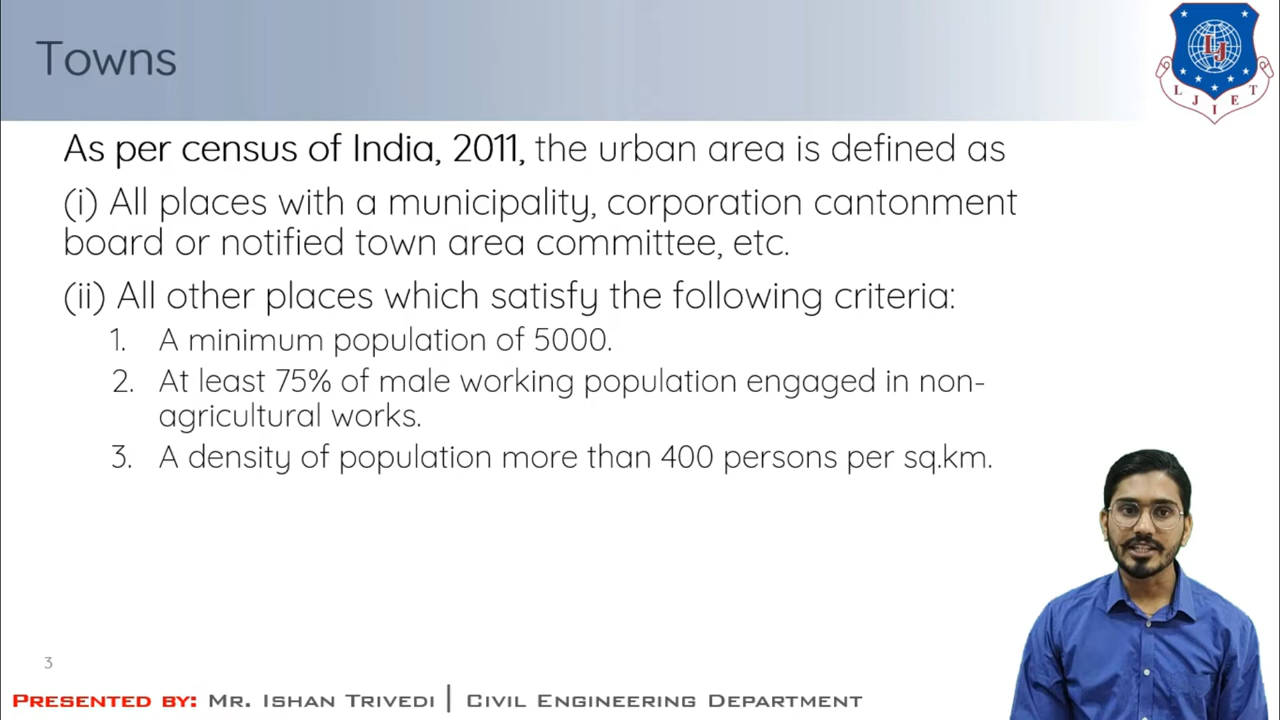 Towns
LJIET
As per census of India, 2011, the urban area is defined as
(i) All places with a municipality, corporation cantonment
board or notified town area committee, etc.
(ii) All other places which satisfy the following criteria:
1. A minimum population of 5000.
2. At least 75% of male working population engaged in non-
agricultural works.
3. A density of population more than 400 persons per sq.km.
3
Presented by: Mr. Ishan Trivedi | Civil Engineering Department